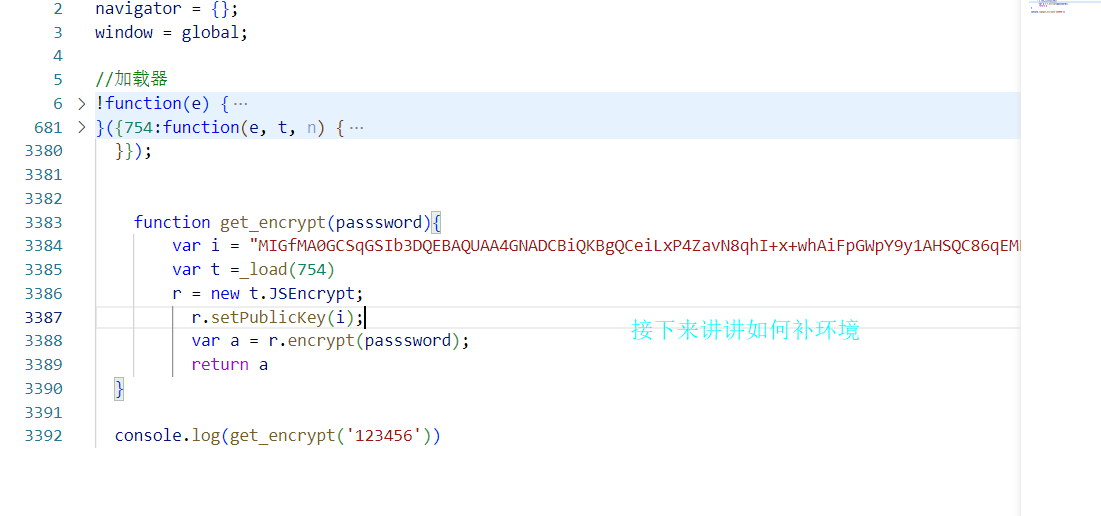 2 navigator = {};
3 window = global;
4
5 //加载器
6 !function(e) {…
681 }({754:function(e, t, n) {…
3380 }});
3381
3382
3383 function get_encrypt(passsword){
3384 var i = "MIGfMA0GCSqGSIb3DQEBAQUAA4GNADCBiQKBgQCeiLxP4ZavN8qhI+x+whAiFpGWpY9y1AHSQC86qEM
3385 var t =_load(754)
3386 r = new t.JSEncrypt;
3387 r.setPublicKey(i);
接下来讲讲如何补环境
3388 var a = r.encrypt(passsword);
3389 return a
3390 }
3391
3392 console.log(get_encrypt('123456'))